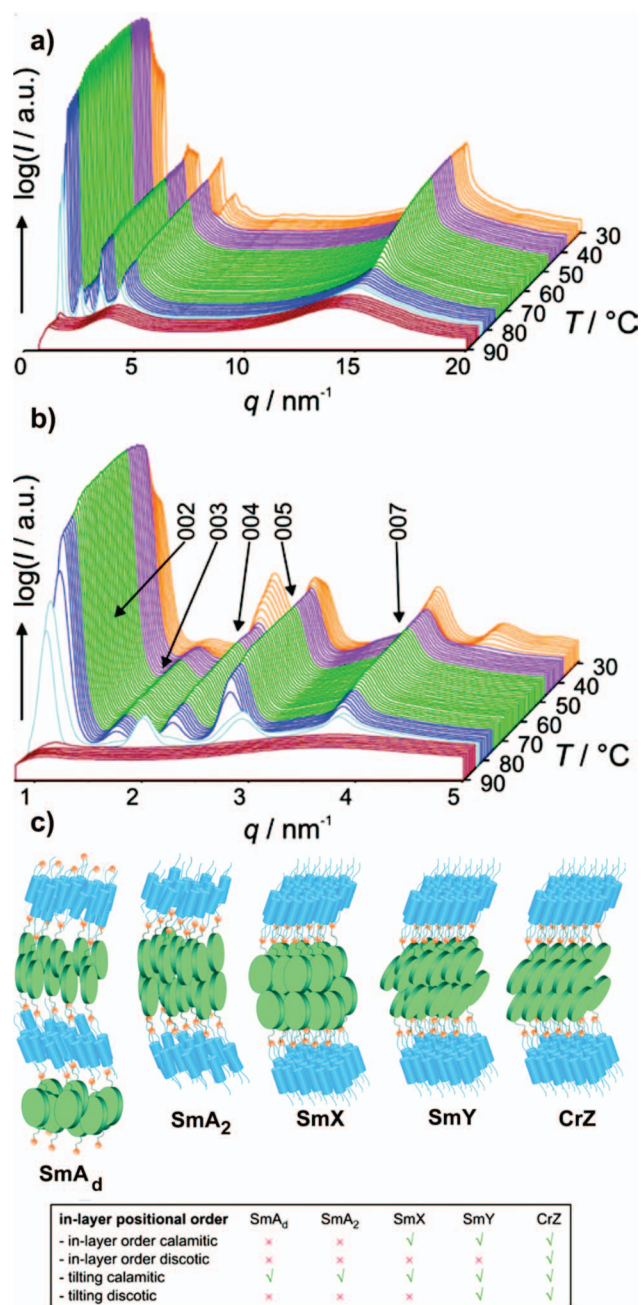 a)
log(I / a.u.)
30
40
50
60
70
80
90
T / °C
0 5 10 15 20
q / nm⁻¹
b)
log(I / a.u.)
002
003
004
005
007
30
40
50
60
70
80
90
T / °C
1 2 3 4 5
q / nm⁻¹
c)
SmA₂ SmX SmY CrZ
SmA_d
in-layer positional order SmA_d SmA₂ SmX SmY CrZ
- in-layer order calamitic × × √ √ √
- in-layer order discotic × × × × √
- tilting calamitic √ √ √ √ √
- tilting discotic × × × √ √